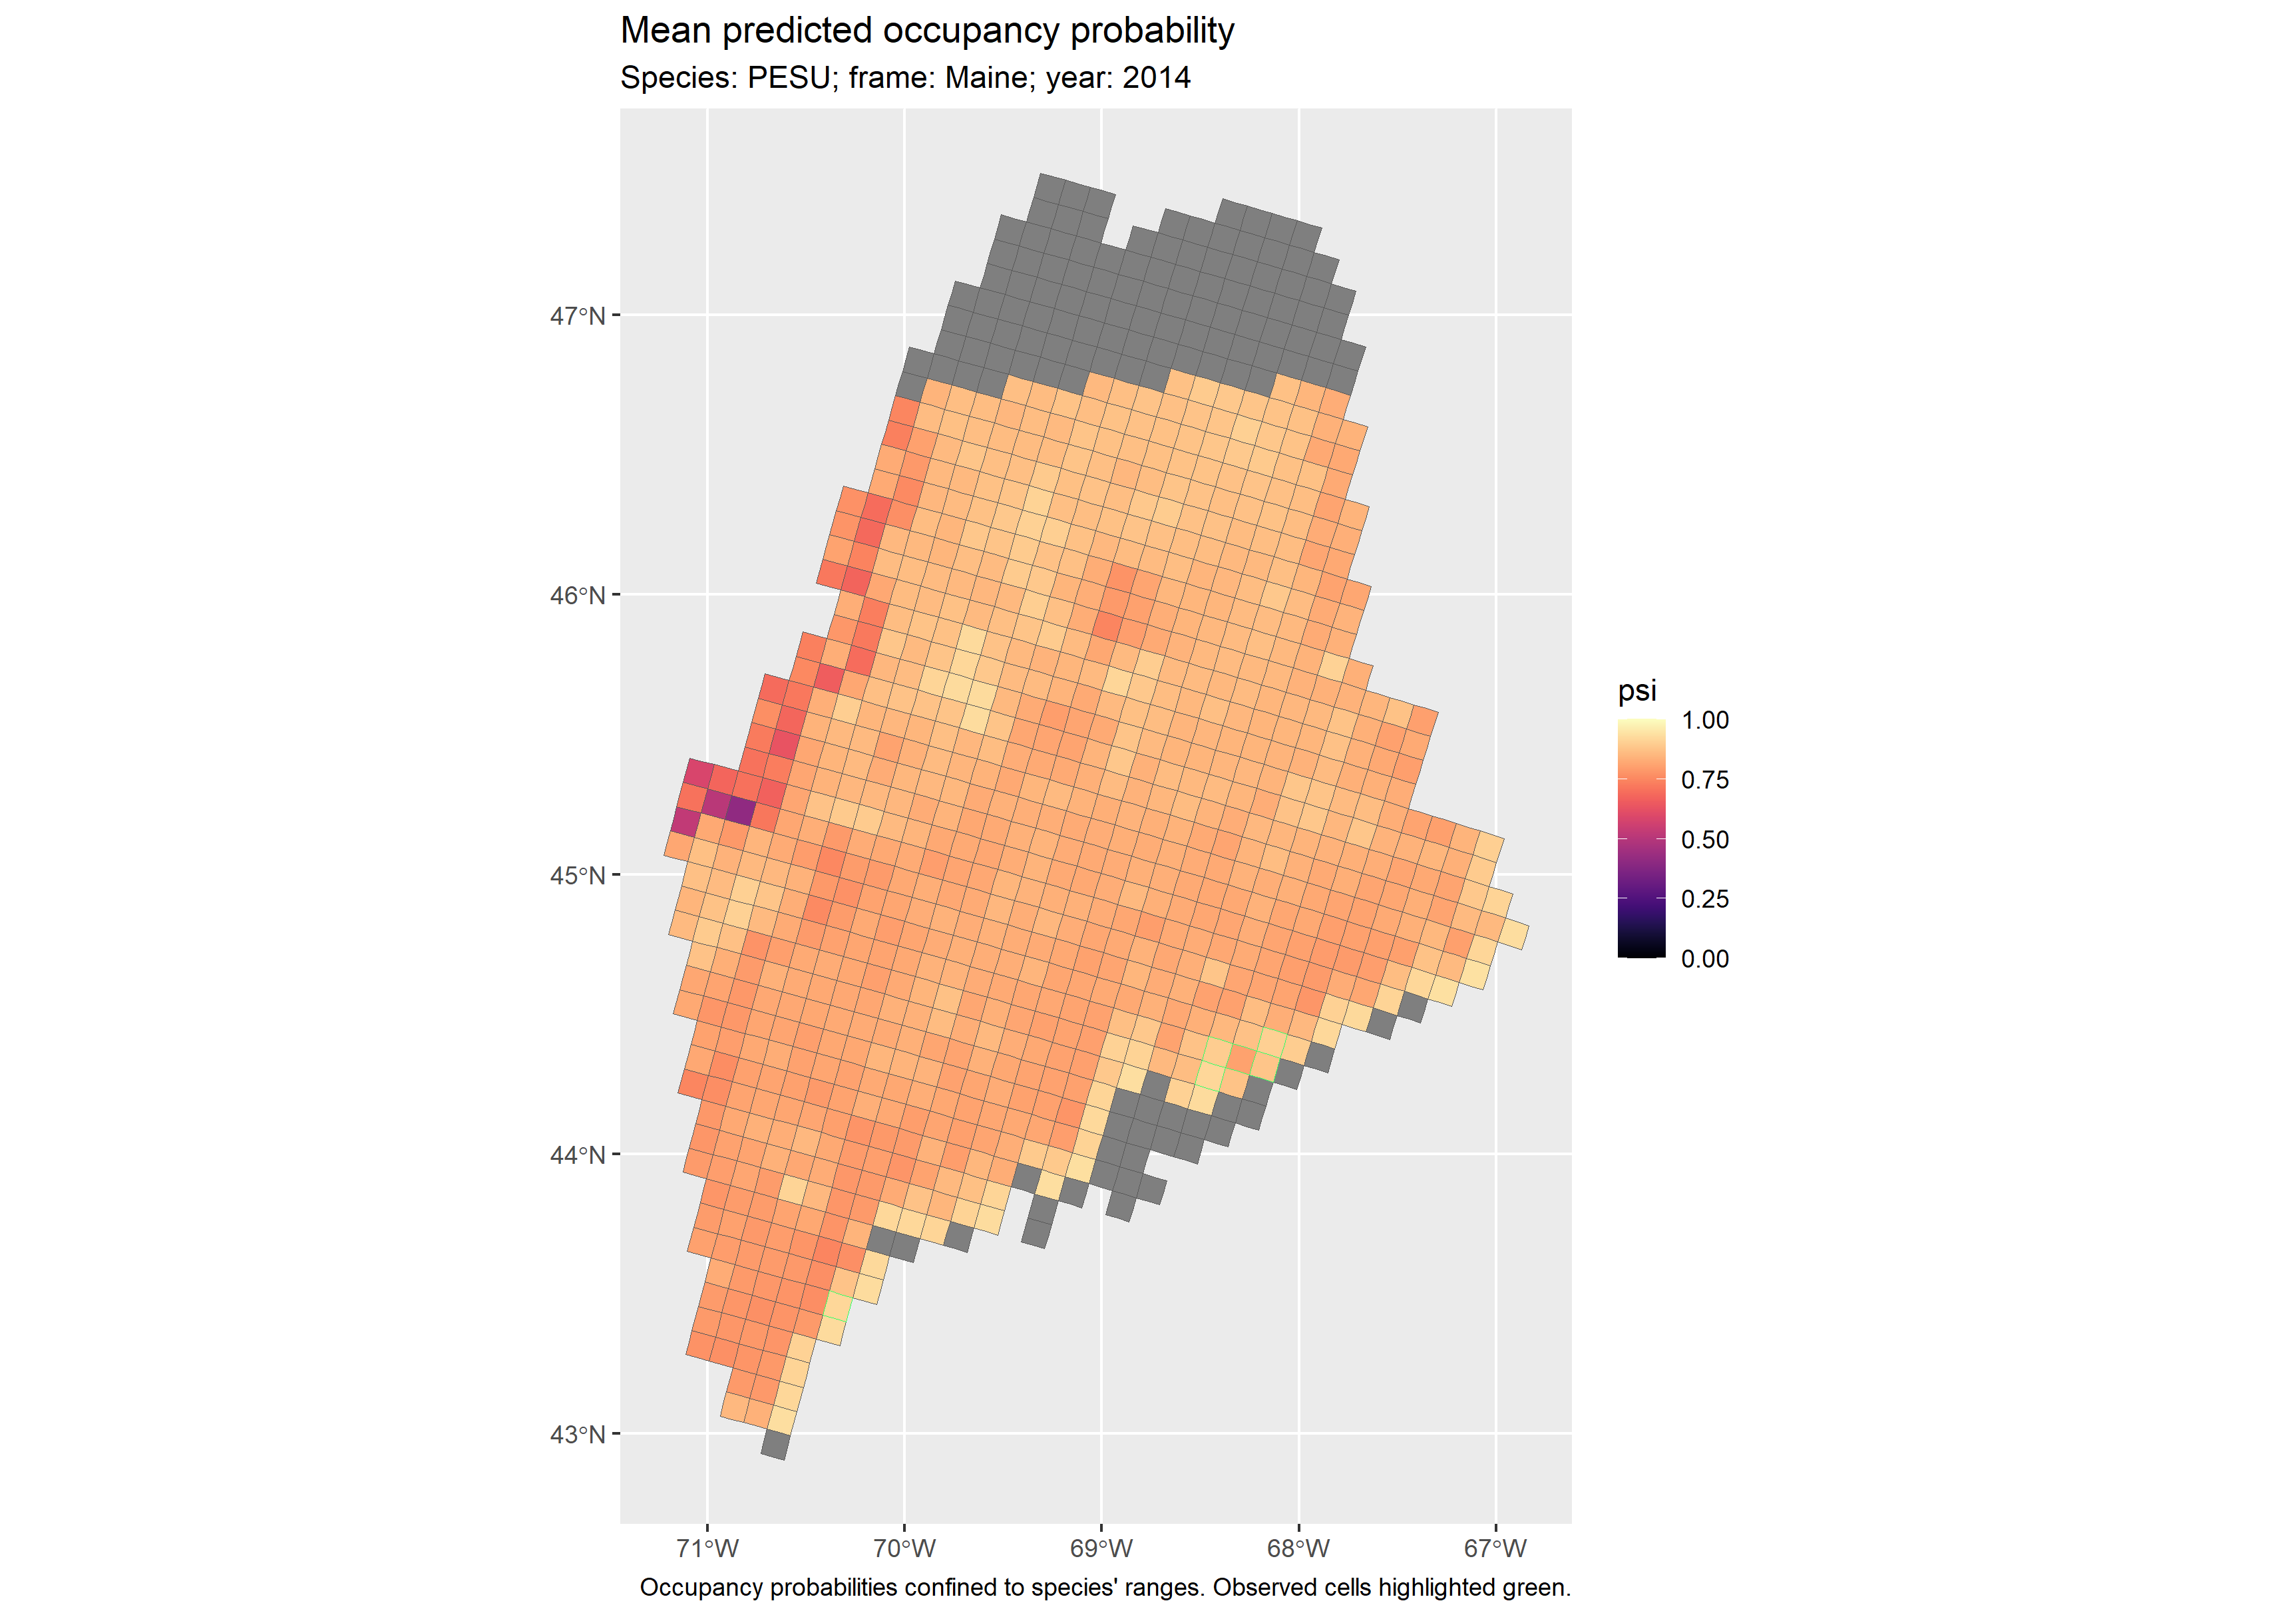 Mean predicted occupancy probability
Species: PESU; frame: Maine; year: 2014
47°N
46°N
45°N
44°N
43°N
71°W
70°W
69°W
68°W
67°W
psi
1.00
0.75
0.50
0.25
0.00
Occupancy probabilities confined to species' ranges. Observed cells highlighted green.